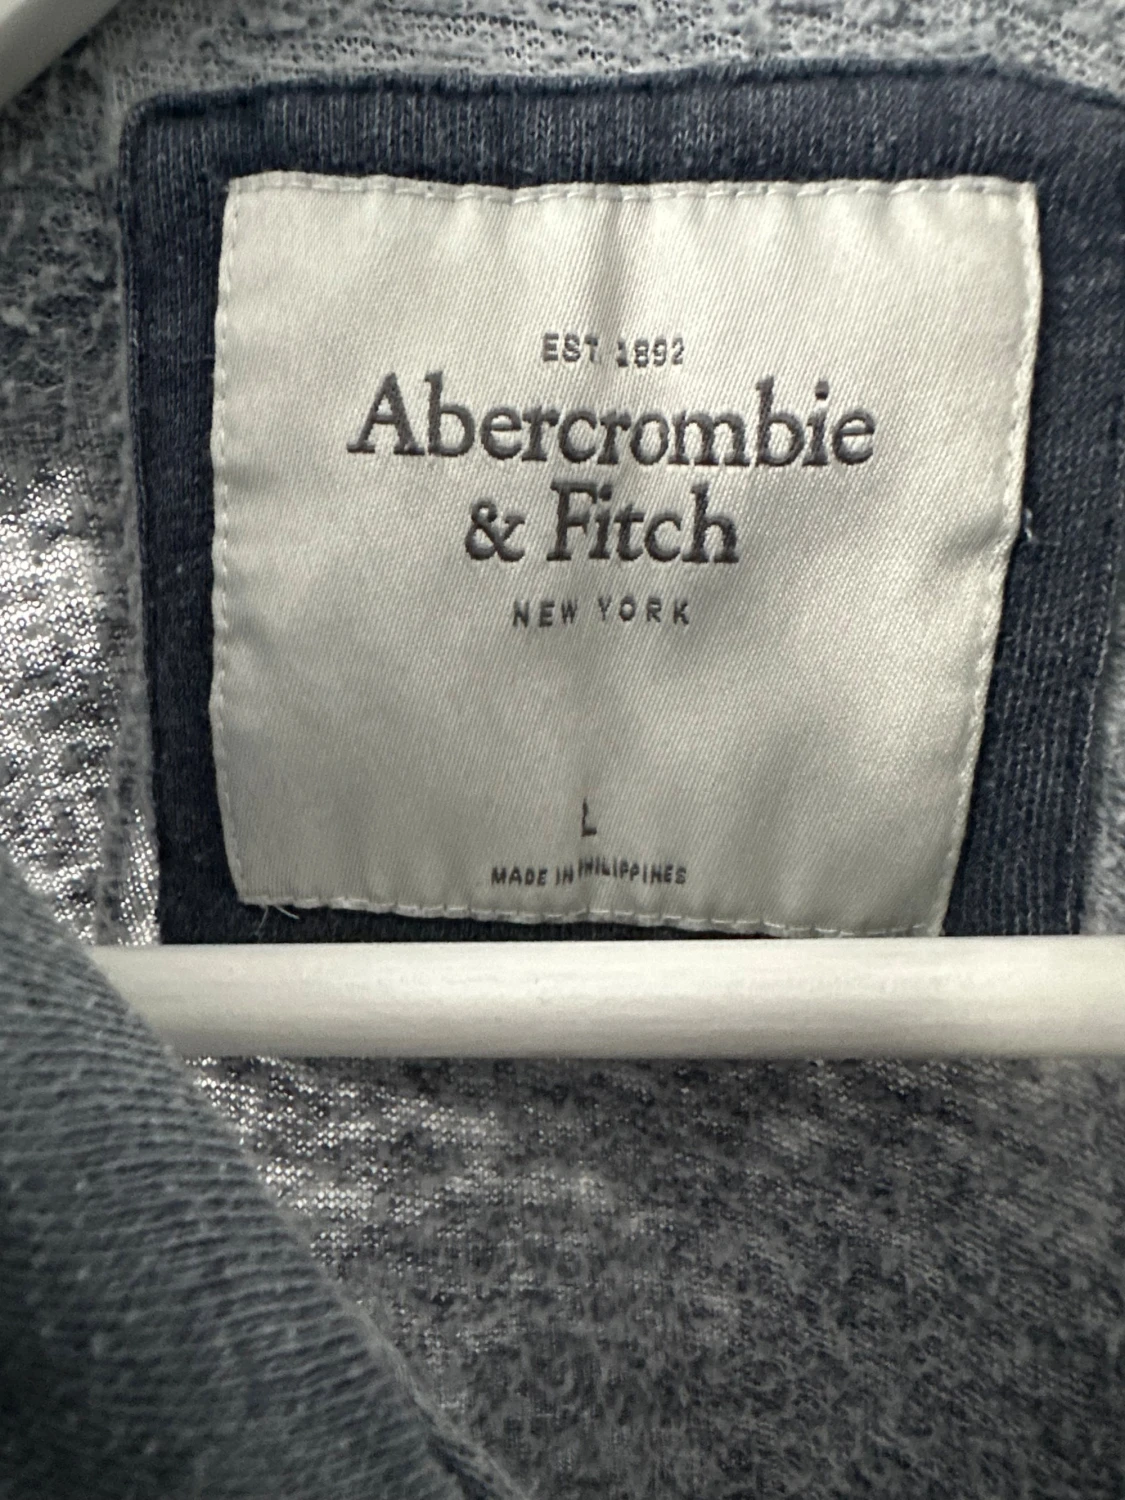 EST. 1892
Abercrombie
& Fitch
NEW YORK
L
MADE IN PHILIPPINES